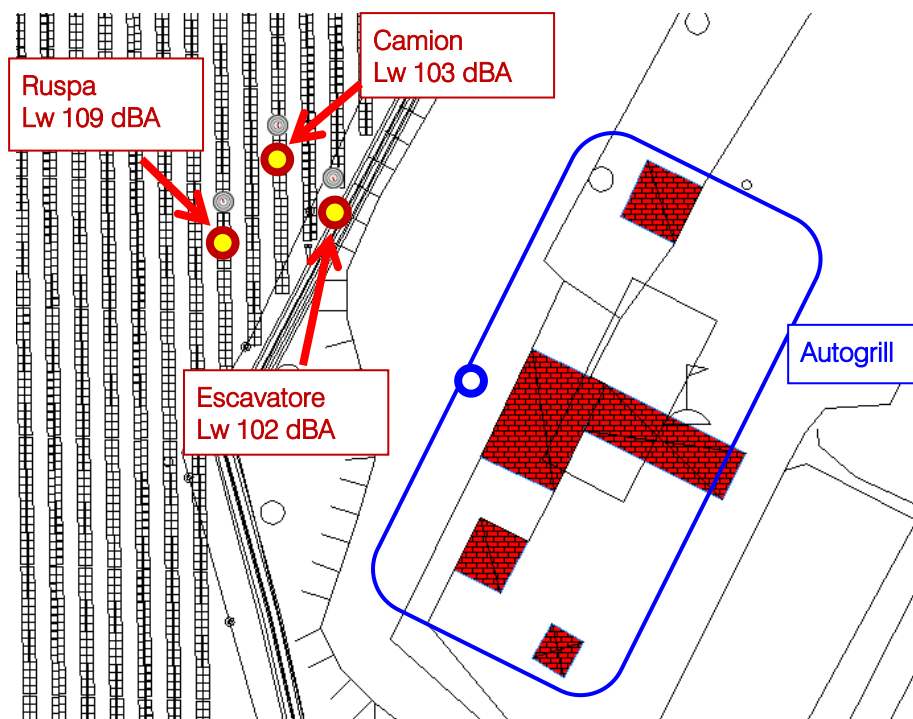 Camion
Lw 103 dBA
Ruspa
Lw 109 dBA
Autogrill
Escavatore
Lw 102 dBA